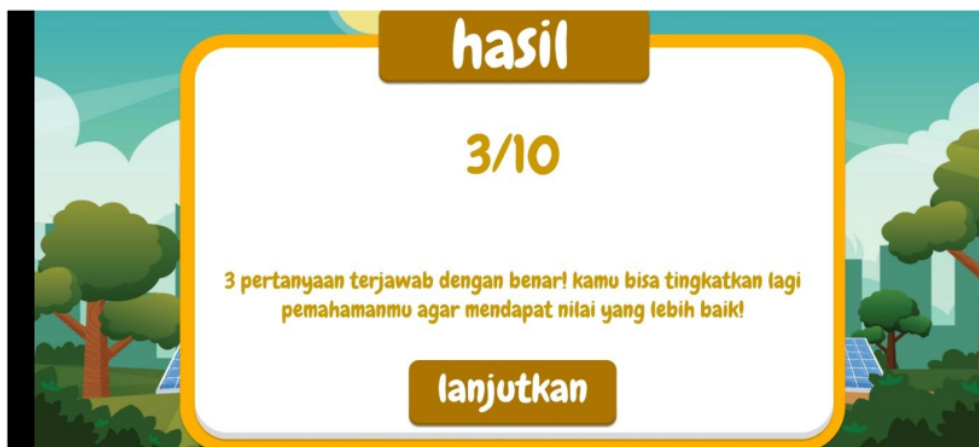 hasil
3/10
3 pertanyaan terjawab dengan benar! kamu bisa tingkatkan lagi
pemahamanmu agar mendapat nilai yang lebih baik!
lanjutkan